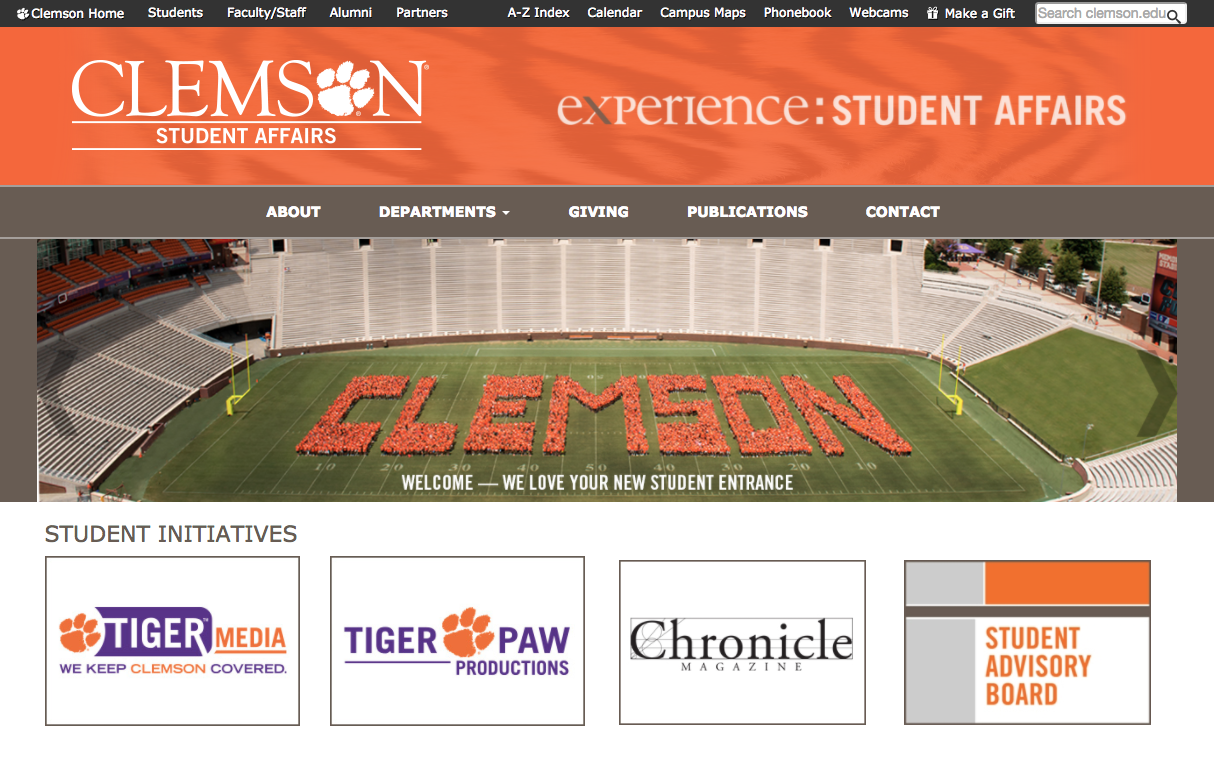 Clemson Home Students Faculty/Staff Alumni Partners A-Z Index Calendar Campus Maps Phonebook Webcams Make a Gift Search clemson.edu
CLEMSON®
STUDENT AFFAIRS
experience: STUDENT AFFAIRS
ABOUT DEPARTMENTS GIVING PUBLICATIONS CONTACT
CLEMSON
10 20 30 40 50 40 30 20 10
WELCOME — WE LOVE YOUR NEW STUDENT ENTRANCE
STUDENT INITIATIVES
TIGER™ MEDIA
WE KEEP CLEMSON COVERED.
TIGER PAW
PRODUCTIONS
Chronicle
MAGAZINE
STUDENT
ADVISORY
BOARD